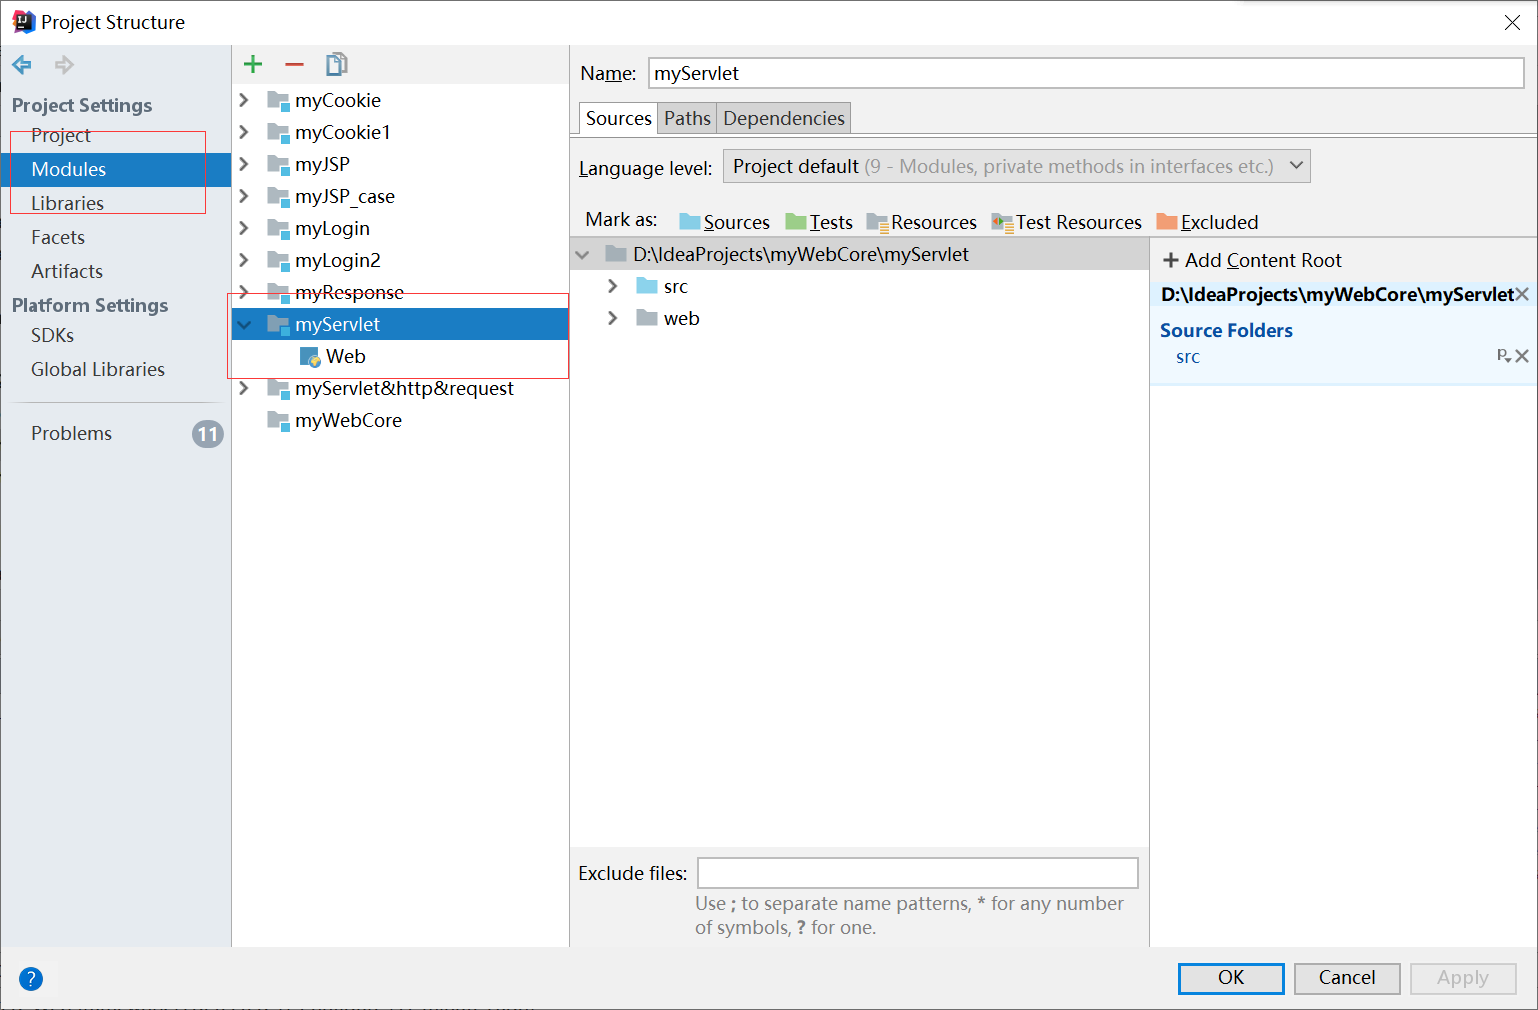 Project Structure
Project Settings
Project
Modules
Libraries
Facets
Artifacts
Platform Settings
SDKs
Global Libraries
Problems
11
myCookie
myCookie1
myJSP
myJSP_case
myLogin
myLogin2
myResponse
myServlet
Web
myServlet&http&request
myWebCore
Name: myServlet
Sources Paths Dependencies
Language level: Project default (9 - Modules, private methods in interfaces etc.)
Mark as: Sources Tests Resources Test Resources Excluded
D:\IdeaProjects\myWebCore\myServlet
src
web
Add Content Root
D:\IdeaProjects\myWebCore\myServlet
Source Folders
src
Exclude files:
Use ; to separate name patterns, * for any number
of symbols, ? for one.
OK Cancel Apply